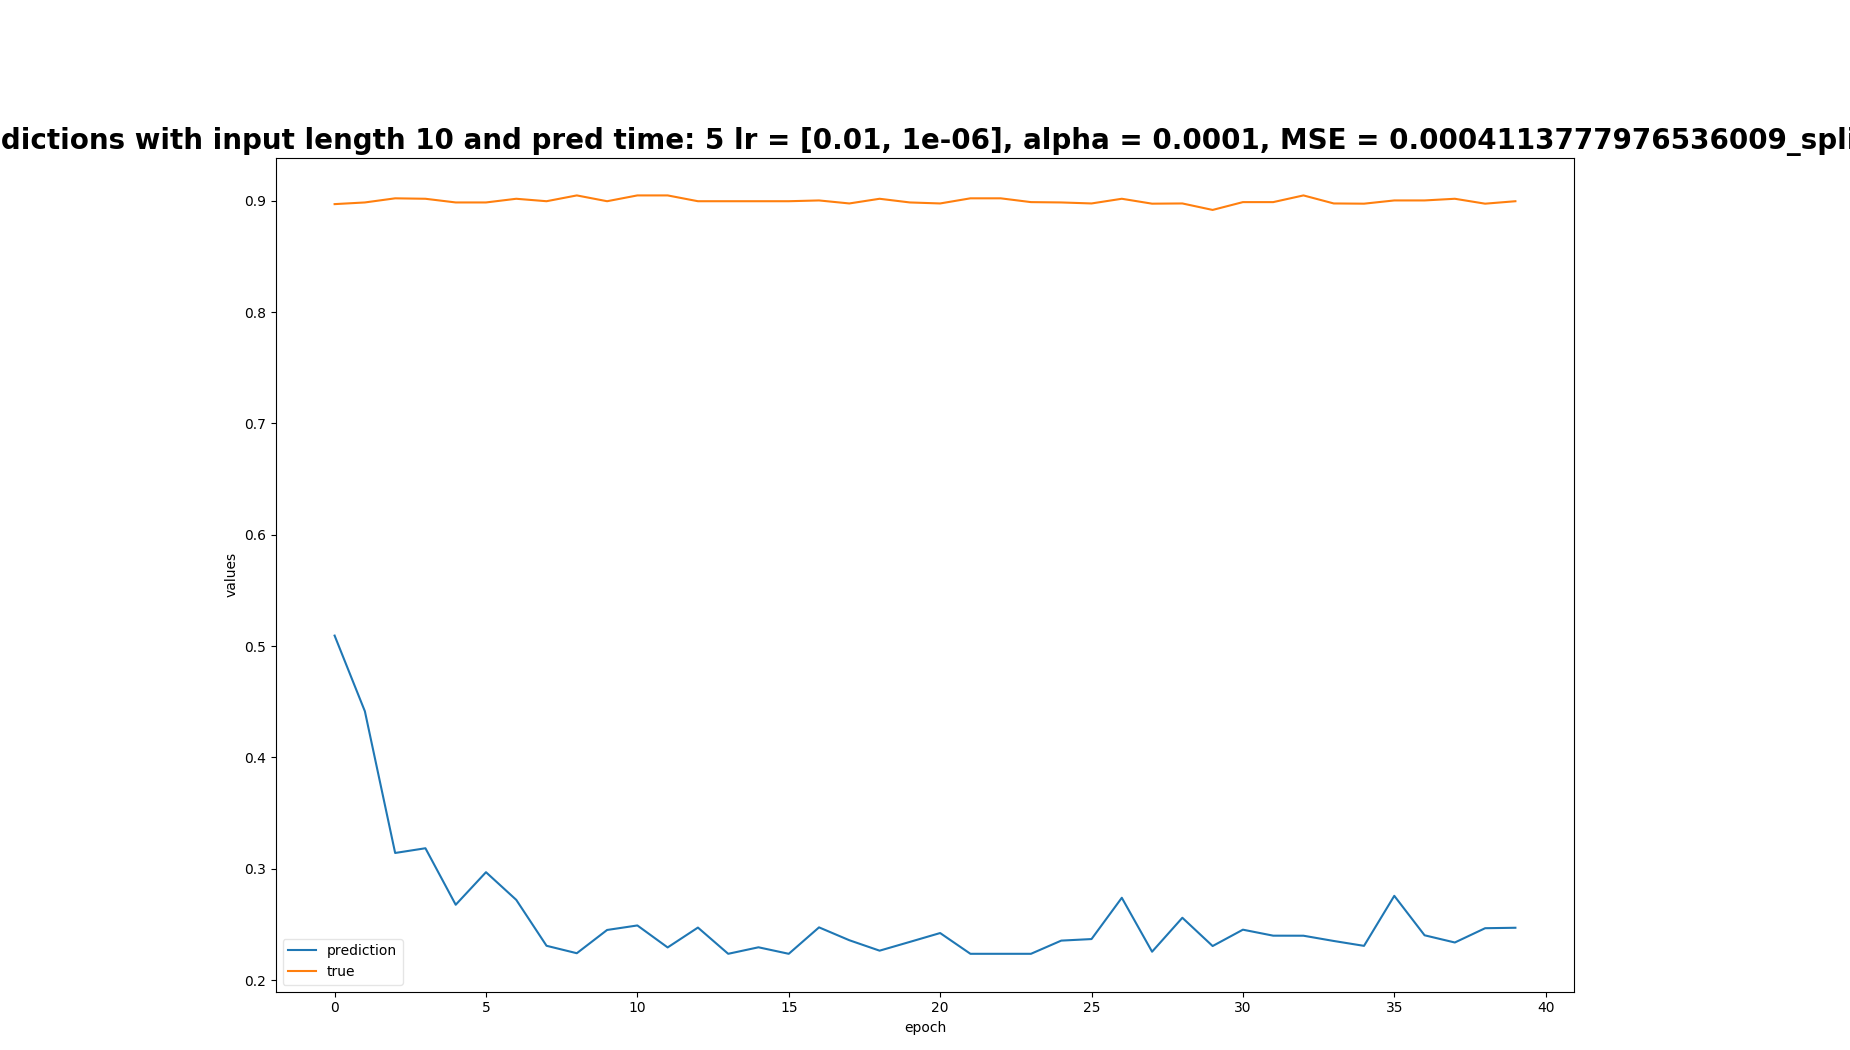 dictions with input length 10 and pred time: 5 lr = [0.01, 1e-06], alpha = 0.0001, MSE = 0.0004113777976536009_spli
0.9
0.8
0.7
0.6
0.5
0.4
0.3
0.2
values
prediction
true
0 5 10 15 20 25 30 35 40
epoch